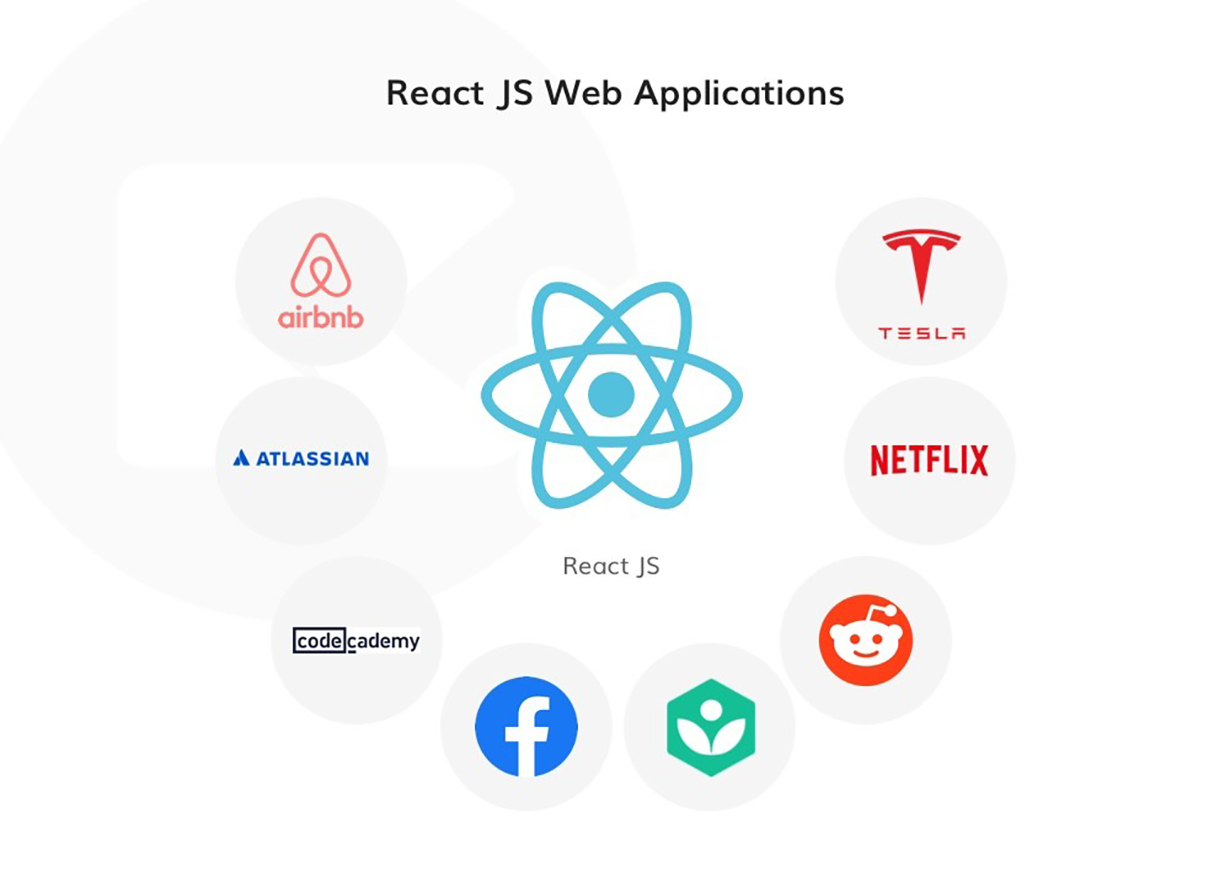 React JS Web Applications
airbnb
TESLA
ATLASSIAN
NETFLIX
React JS
codecademy